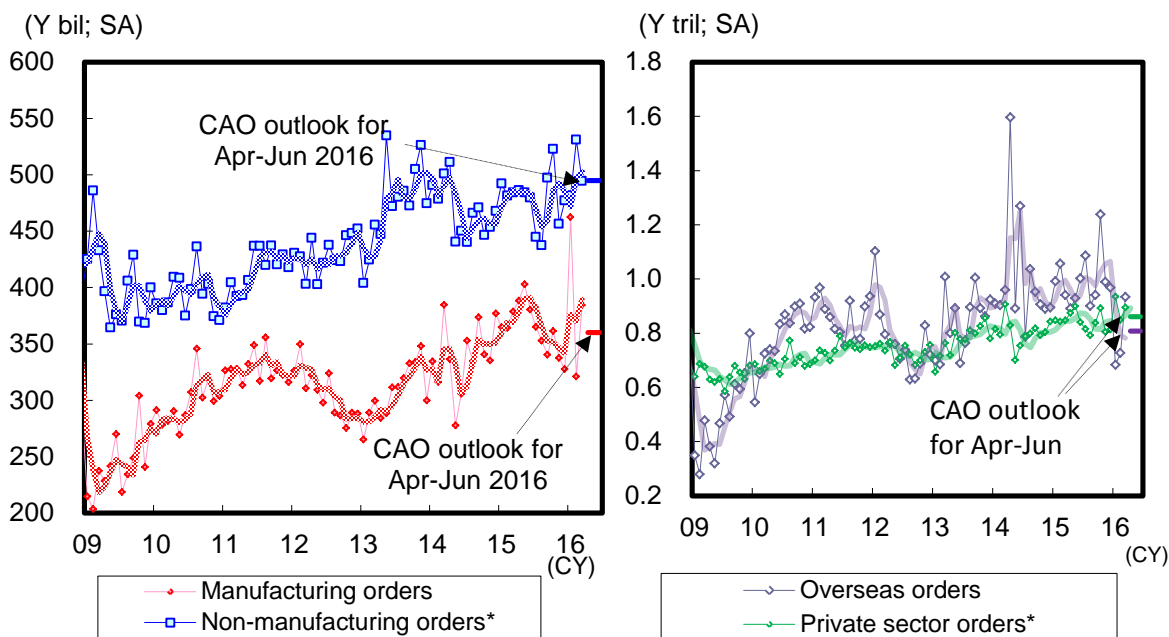 (Y bil; SA)
600
550
500
450
400
350
300
250
200
CAO outlook for
Apr-Jun 2016
CAO outlook for
Apr-Jun 2016
09 10 11 12 13 14 15 16
(CY)
Manufacturing orders
Non-manufacturing orders*
(Y tril; SA)
1.8
1.6
1.4
1.2
1.0
0.8
0.6
0.4
0.2
CAO outlook
for Apr-Jun
09 10 11 12 13 14 15 16
(CY)
Overseas orders
Private sector orders*